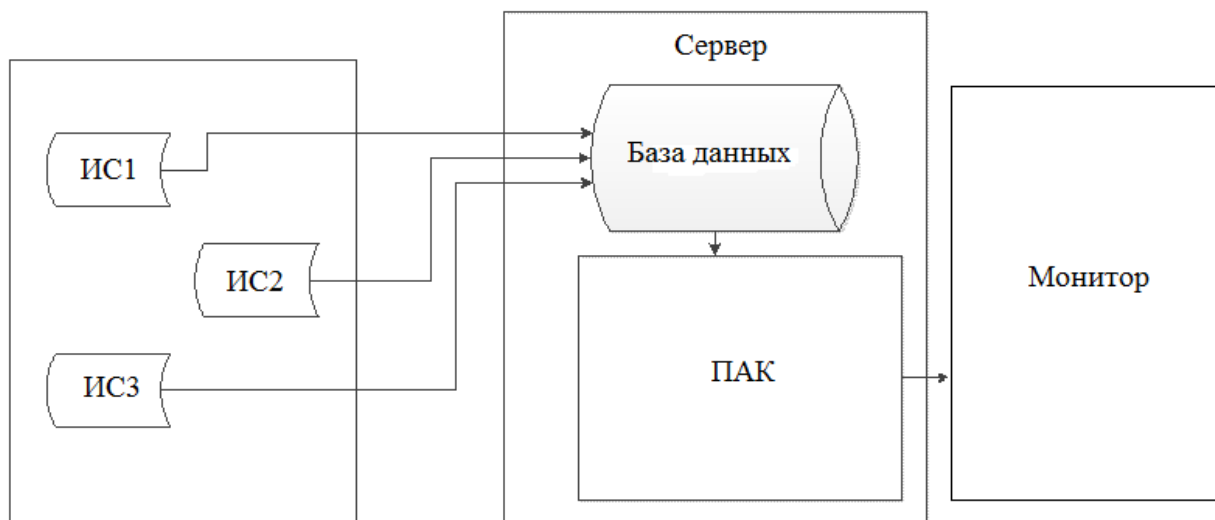 Сервер
База данных
ИС1
ИС2
ИС3
ПАК
Монитор